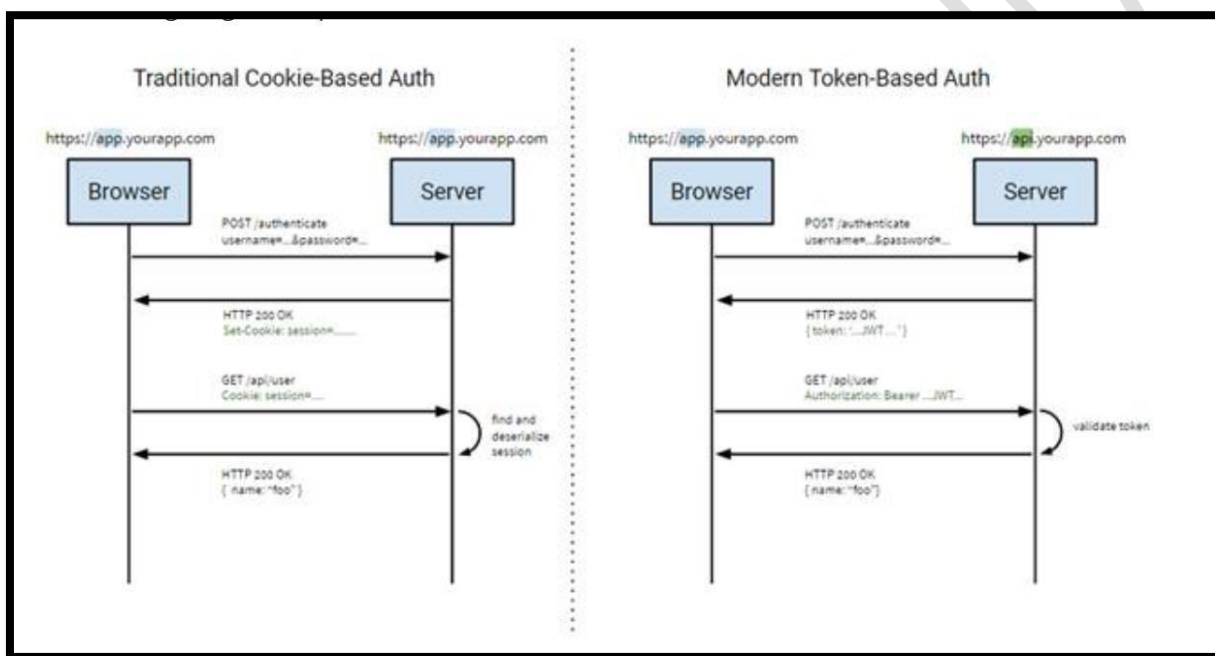 Traditional Cookie-Based Auth
https://app.yourapp.com
https://app.yourapp.com
Browser
Server
POST /authenticate
username=...&password=...
HTTP 200 OK
Set-Cookie: session=.......
GET /api/user
Cookie: session=....
find and
deserialize
session
HTTP 200 OK
{ name: "foo" }
Modern Token-Based Auth
https://app.yourapp.com
https://api.yourapp.com
Browser
Server
POST /authenticate
username=...&password=...
HTTP 200 OK
{ token: '...JWT ...' }
GET /api/user
Authorization: Bearer ...JWT...
validate token
HTTP 200 OK
{ name: "foo"}